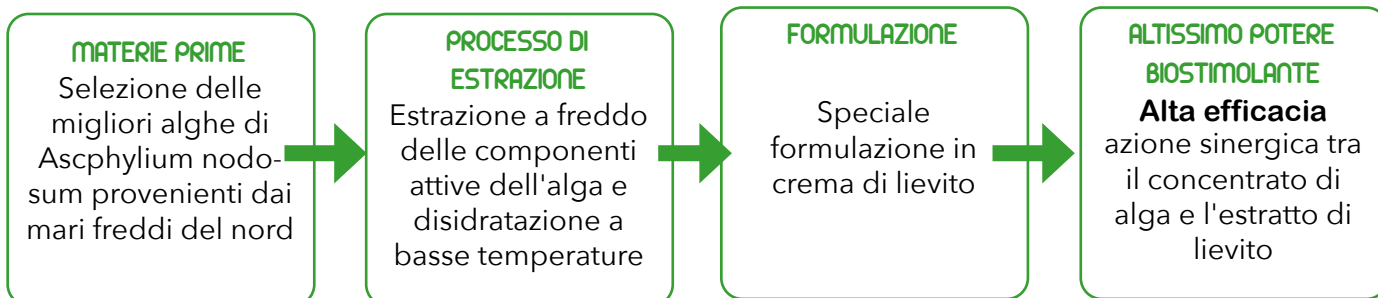 MATERIE PRIME
Selezione delle
migliori alghe di
Ascphylium nodo-
sum provenienti dai
mari freddi del nord
PROCESSO DI
ESTRAZIONE
Estrazione a freddo
delle componenti
attive dell'alga e
disidratazione a
basse temperature
FORMULAZIONE
Speciale
formulazione in
crema di lievito
ALTISSIMO POTERE
BIOSTIMOLANTE
Alta efficacia
azione sinergica tra
il concentrato di
alga e l'estratto di
lievito